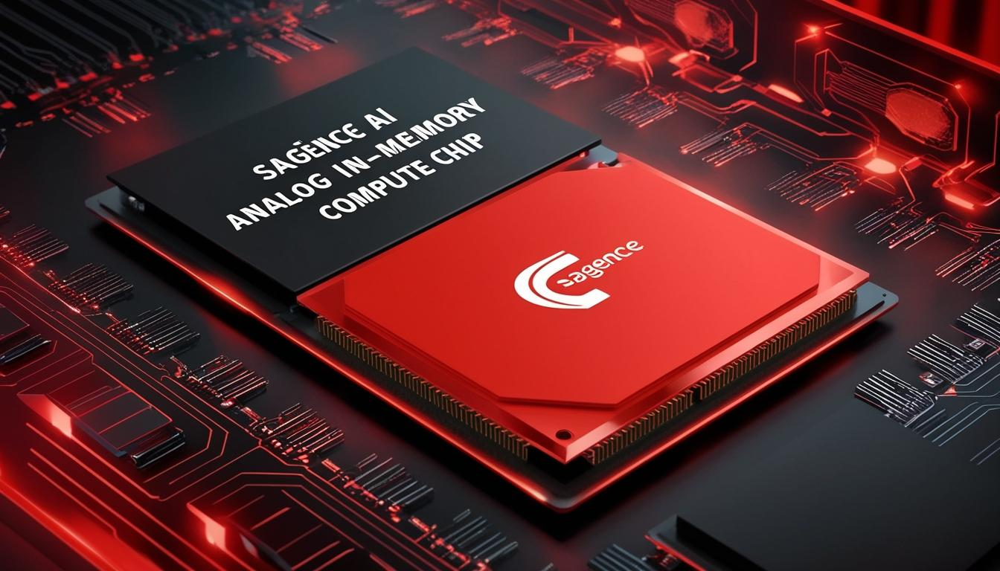 SAGENCE AI
ANALOG IN-MEMORY
COMPUTE CHIP
sagence